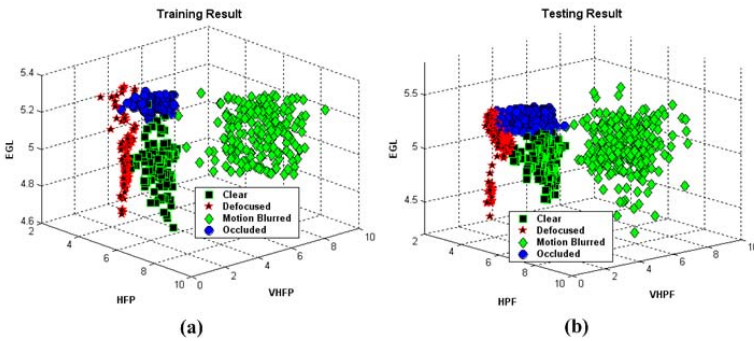 Training Result
5.4
5.2
5
4.8
4.6
EGL
2
4
6
8
10
HFP
0
2
4
6
8
10
VHFP
Clear
Defocused
Motion Blurred
Occluded
(a)
Testing Result
5.5
5
4.5
EGL
2
4
6
8
10
HPF
0
2
4
6
8
10
VHPF
Clear
Defocused
Motion Blurred
Occluded
(b)